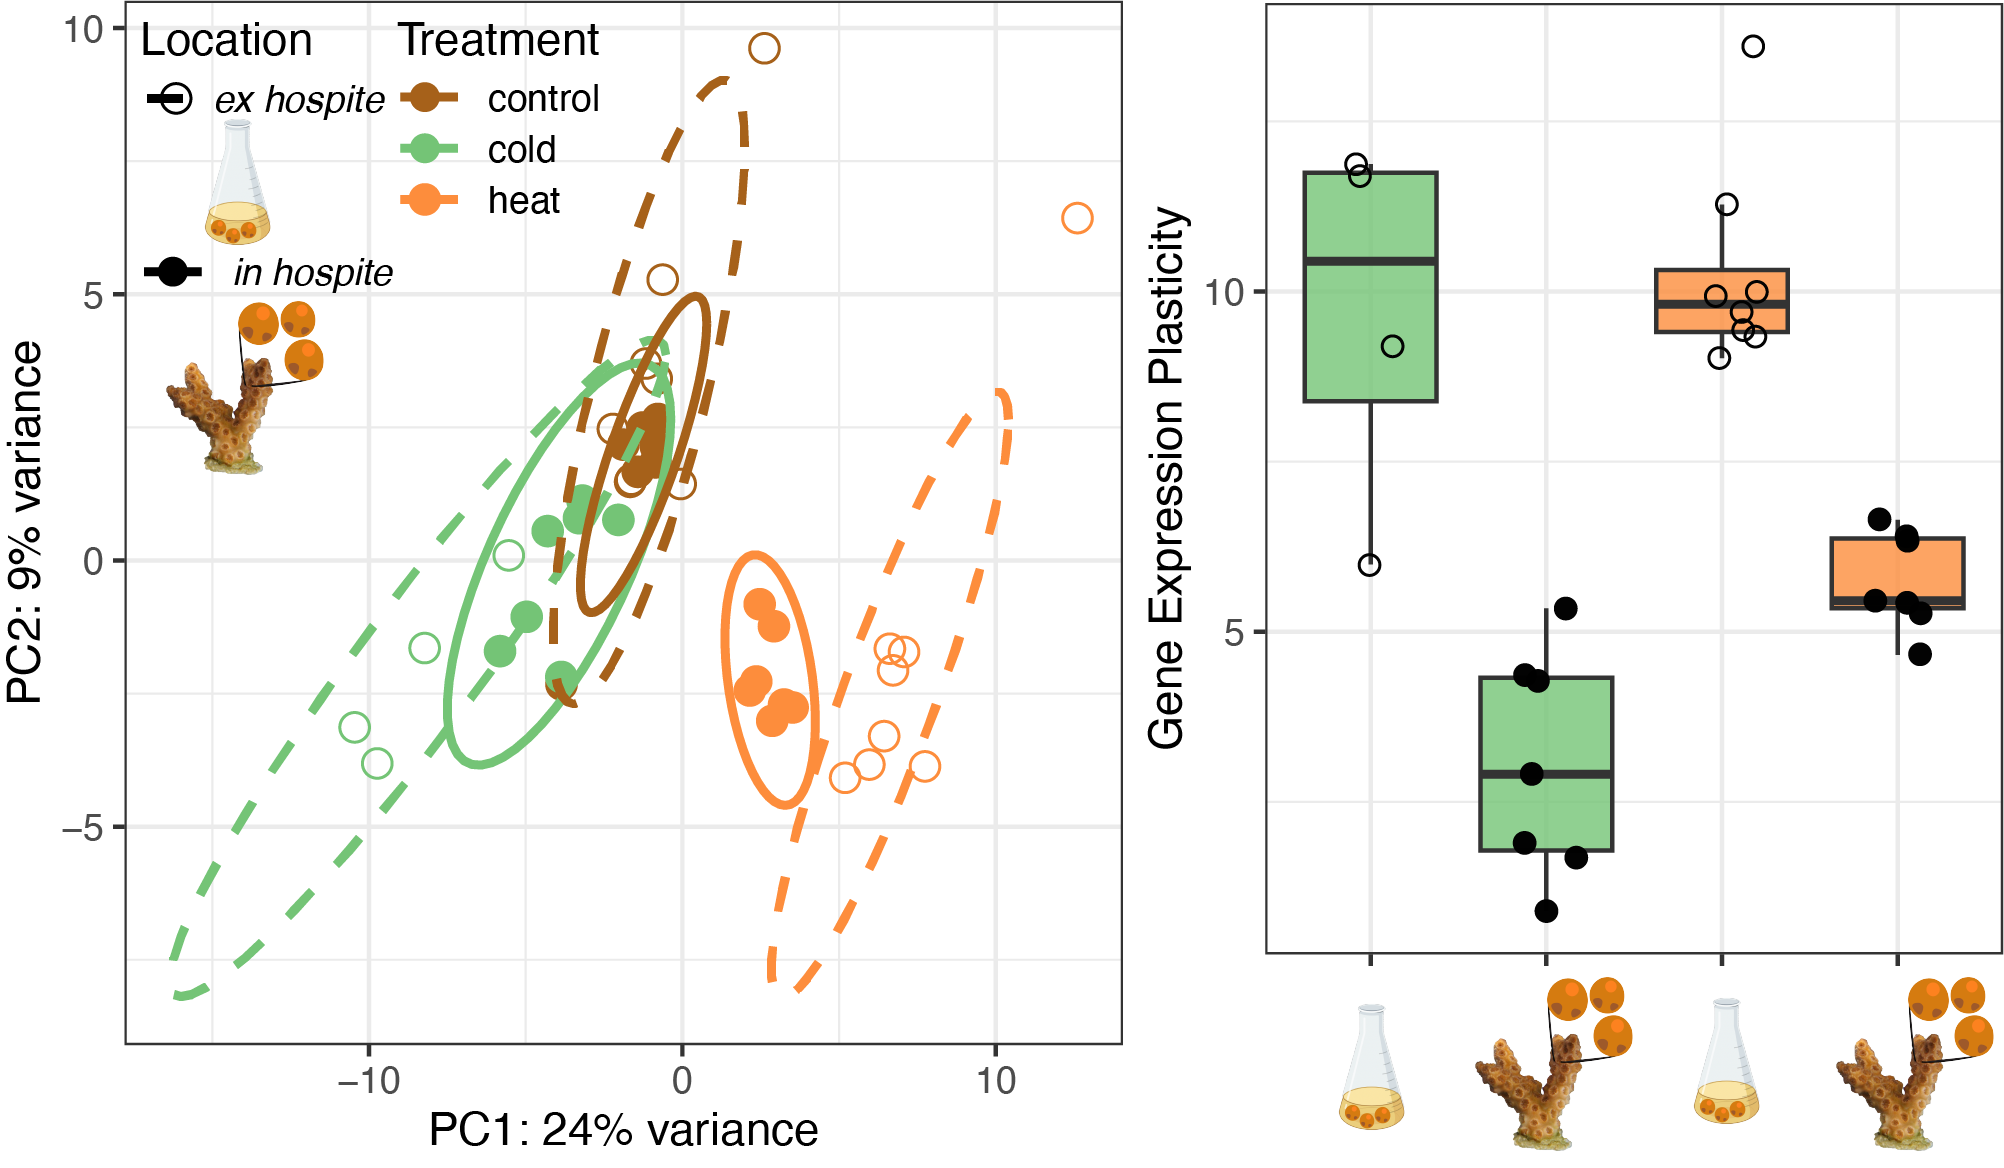 Location
Treatment
ex hospite
control
cold
heat
in hospite
10
5
0
−5
−10
0
10
PC1: 24% variance
PC2: 9% variance
Gene Expression Plasticity
10
5